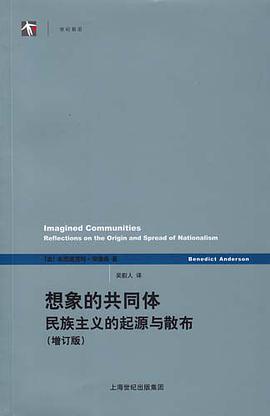 世纪前沿
Imagined Communities
Reflections on the Origin and Spread of Nationalism
[美] 本尼迪克特·安德森 著
Benedict Anderson
吴叡人 译
想象的共同体
民族主义的起源与散布
(增订版)
上海世纪出版集团